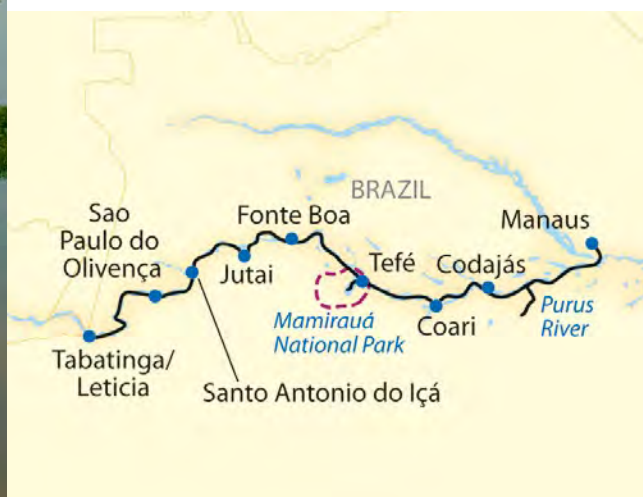 BRAZIL
Manaus
Sao
Paulo do
Olivença
Fonte Boa
Jutai
Tefé
Codajás
Mamirauá
National Park
Coari
Purus
River
Tabatinga/
Leticia
Santo Antonio do Içá